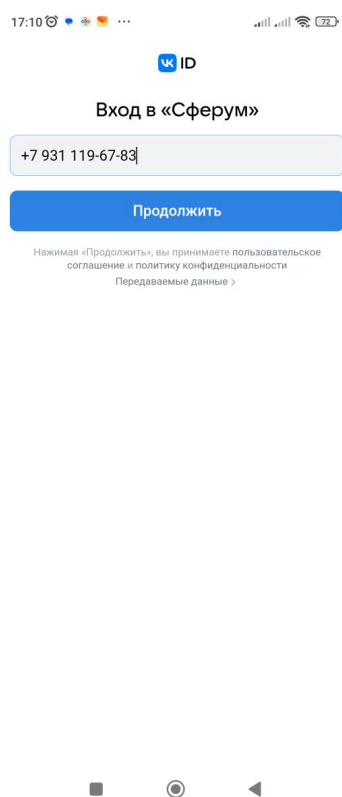 17:10
72
VK ID
Вход в «Сферум»
+7 931 119-67-83
Продолжить
Нажимая «Продолжить», вы принимаете пользовательское
соглашение и политику конфиденциальности
Передаваемые данные >